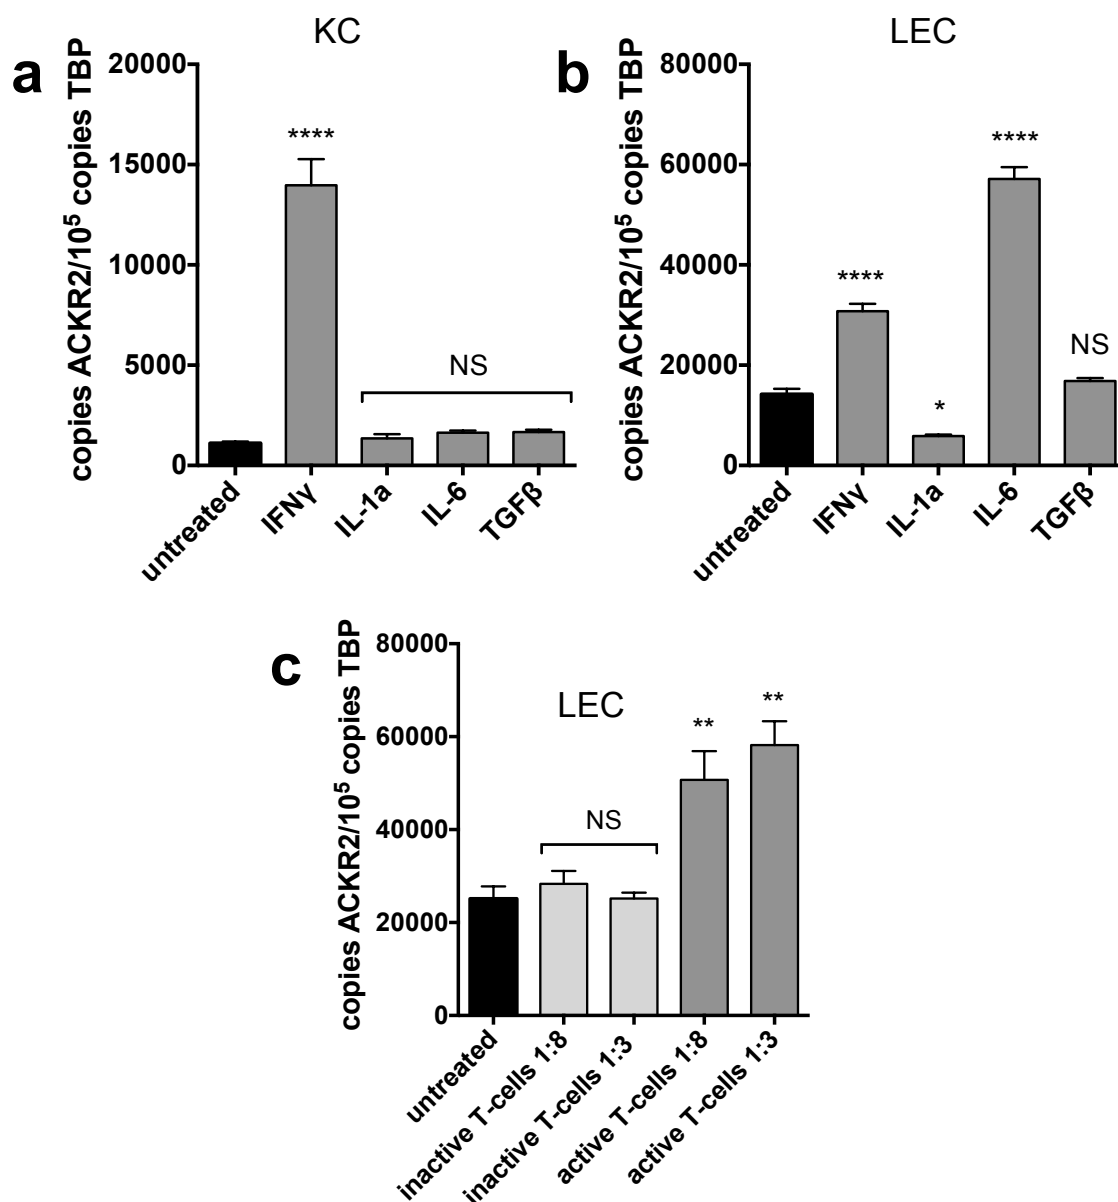 a
KC
copies ACKR2/10⁵ copies TBP
20000
15000
10000
5000
0
****
NS
untreated
IFNγ
IL-1a
IL-6
TGFβ
b
LEC
copies ACKR2/10⁵ copies TBP
80000
60000
40000
20000
0
****
*
****
NS
untreated
IFNγ
IL-1a
IL-6
TGFβ
c
LEC
copies ACKR2/10⁵ copies TBP
80000
60000
40000
20000
0
NS
**
**
untreated
inactive T-cells 1:8
inactive T-cells 1:3
active T-cells 1:8
active T-cells 1:3